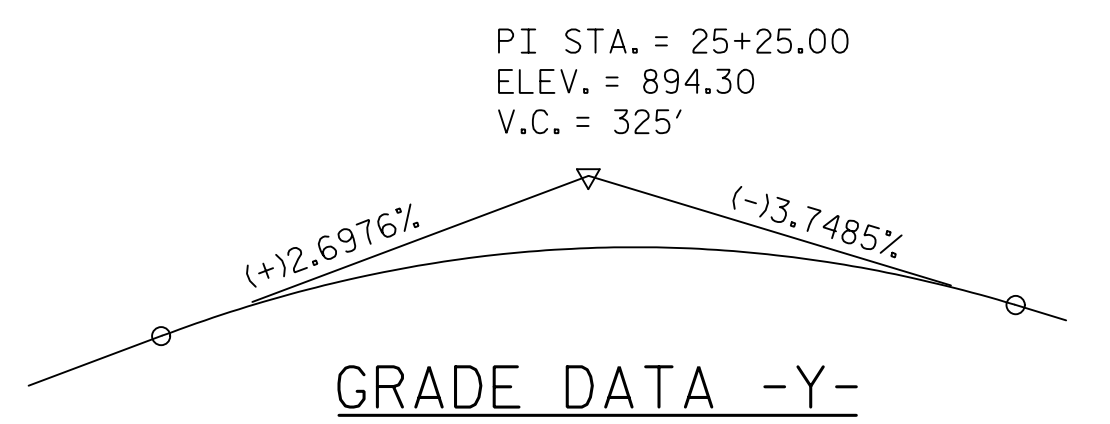 PI STA. = 25+25.00
ELEV. = 894.30
V.C. = 325'
(+)2.6976%
(-)3.7485%
GRADE DATA -Y-